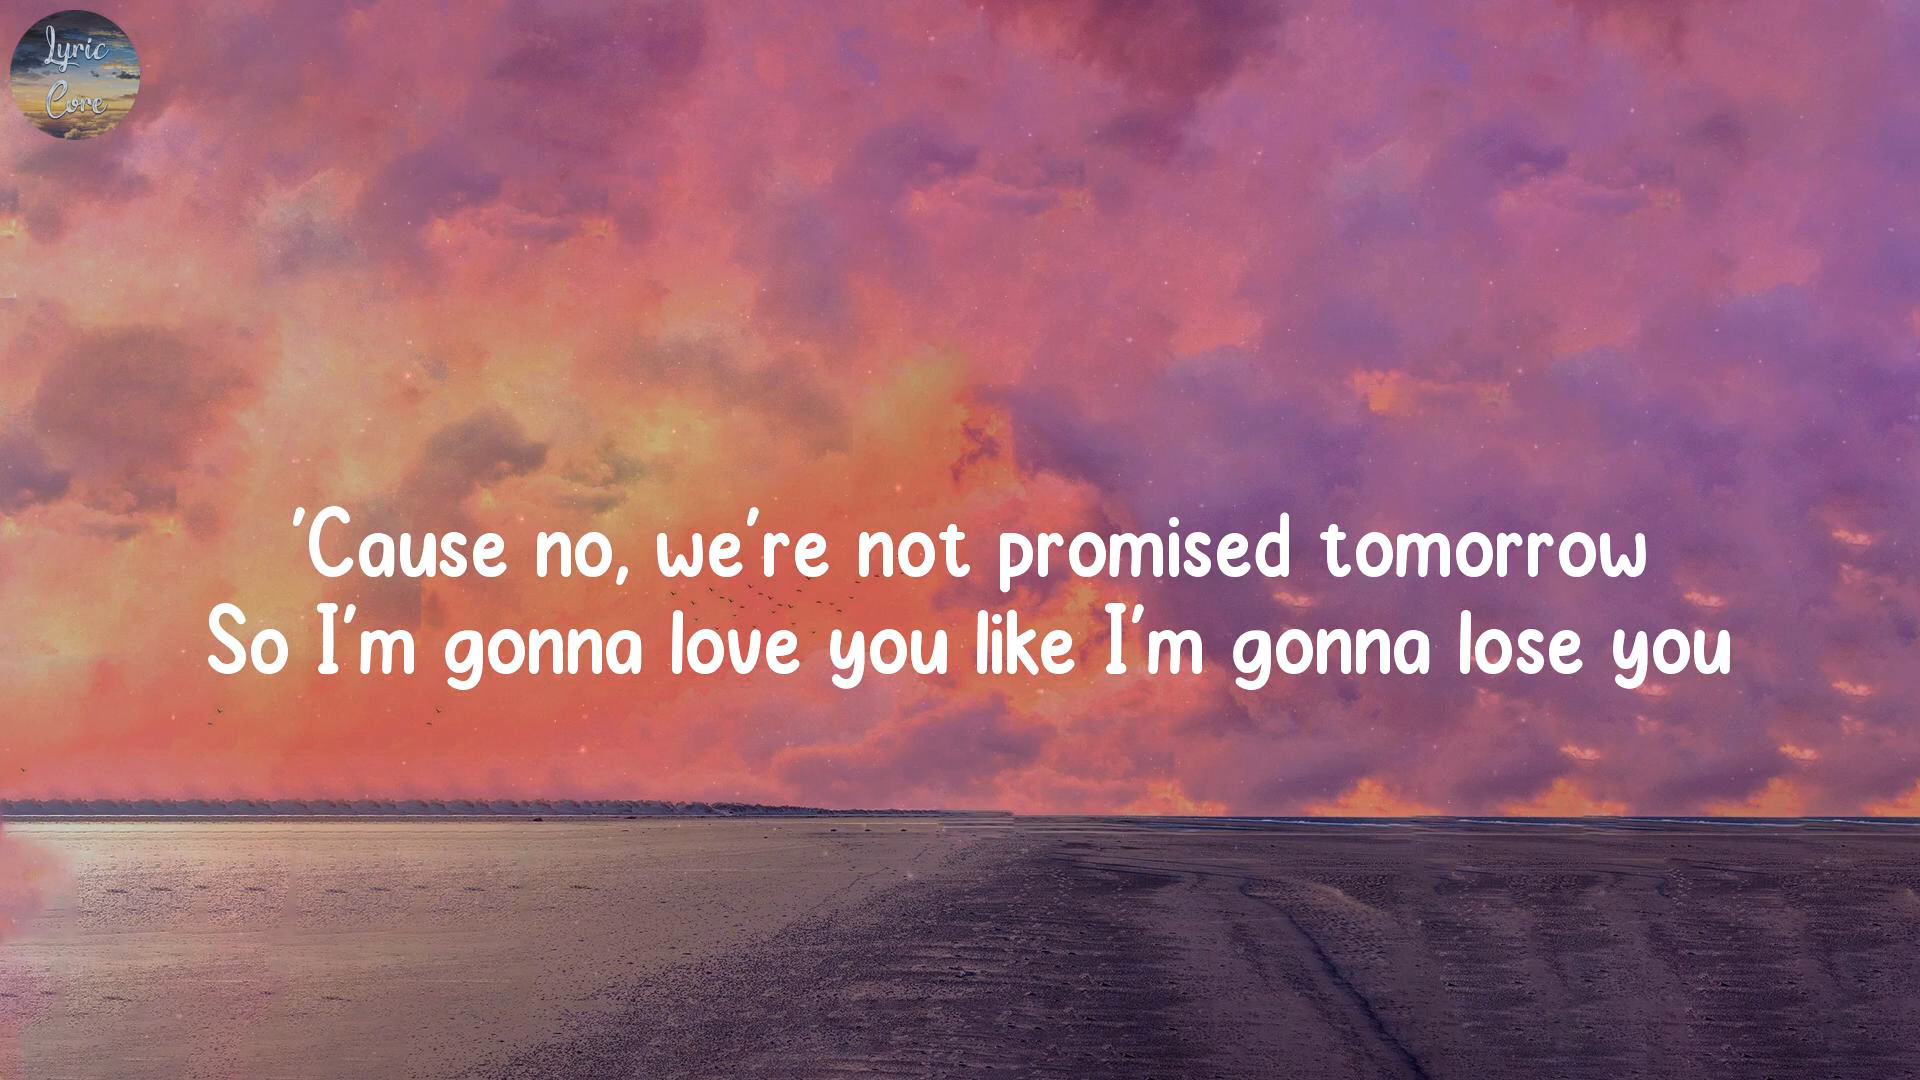 Lyric
Core
'Cause no, we're not promised tomorrow
So I'm gonna love you like I'm gonna lose you